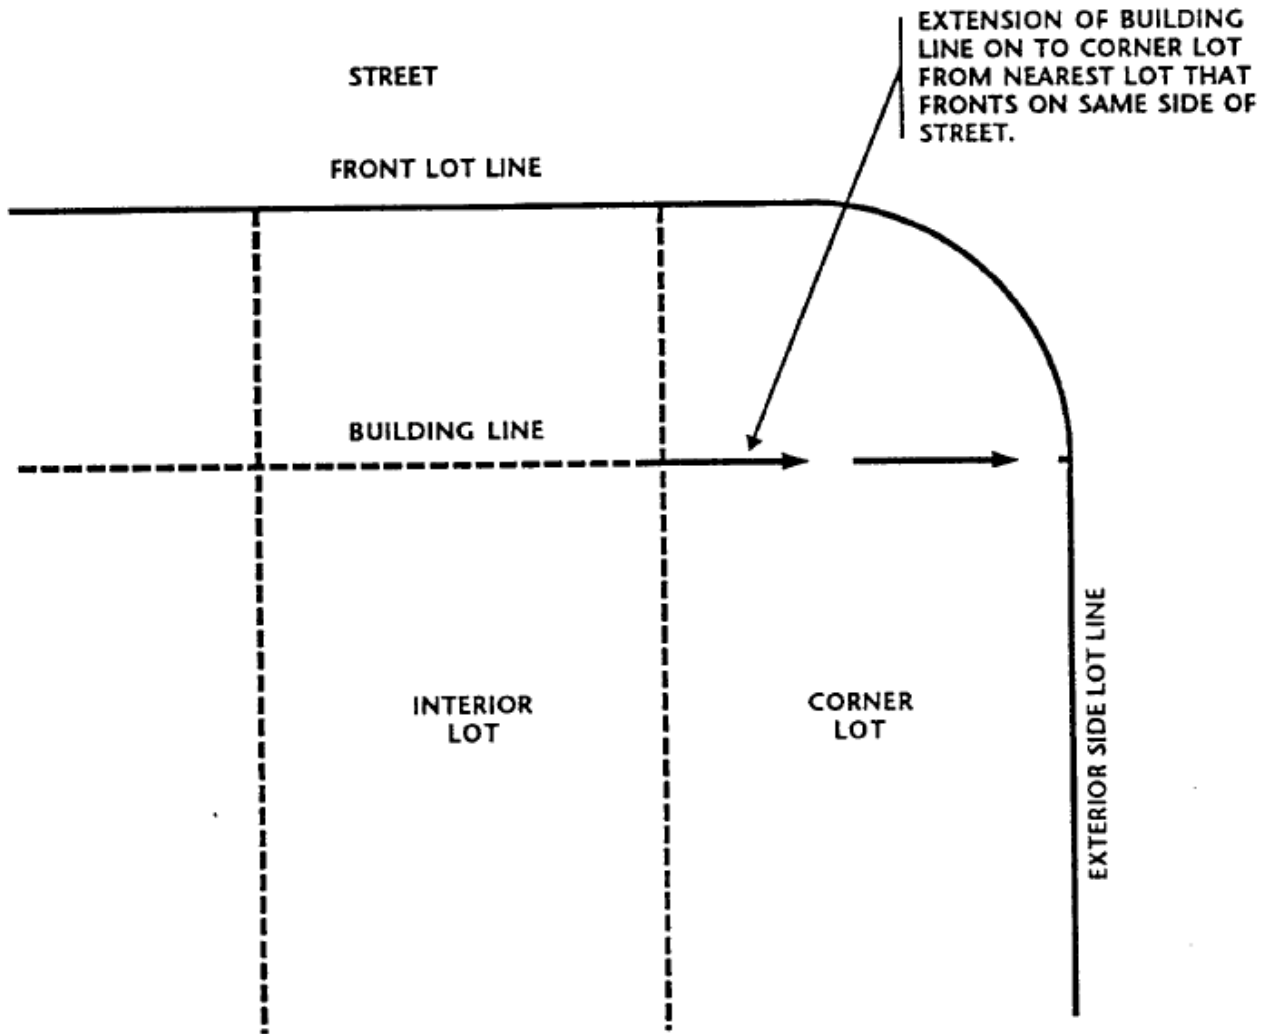 EXTENSION OF BUILDING
LINE ON TO CORNER LOT
FROM NEAREST LOT THAT
FRONTS ON SAME SIDE OF
STREET.
STREET
FRONT LOT LINE
BUILDING LINE
INTERIOR
LOT
CORNER
LOT
EXTERIOR SIDE LOT LINE